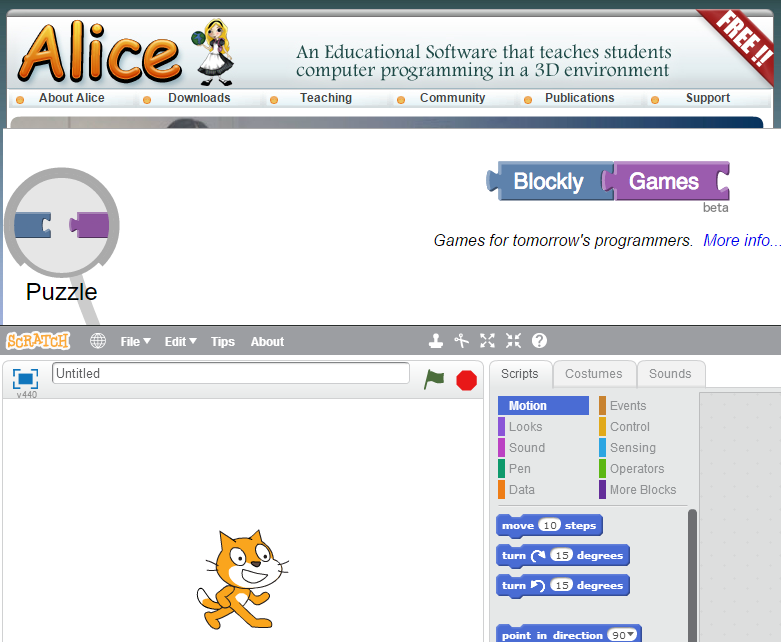 Alice
An Educational Software that teaches students
computer programming in a 3D environment
FREE !!
About Alice Downloads Teaching Community Publications Support
Blockly Games
beta
Games for tomorrow's programmers. More info...
Puzzle
SCRATCH File Edit Tips About ?
Untitled
v440
Scripts Costumes Sounds
Motion Events
Looks Control
Sound Sensing
Pen Operators
Data More Blocks
move 10 steps
turn 15 degrees
turn 15 degrees
point in direction 90